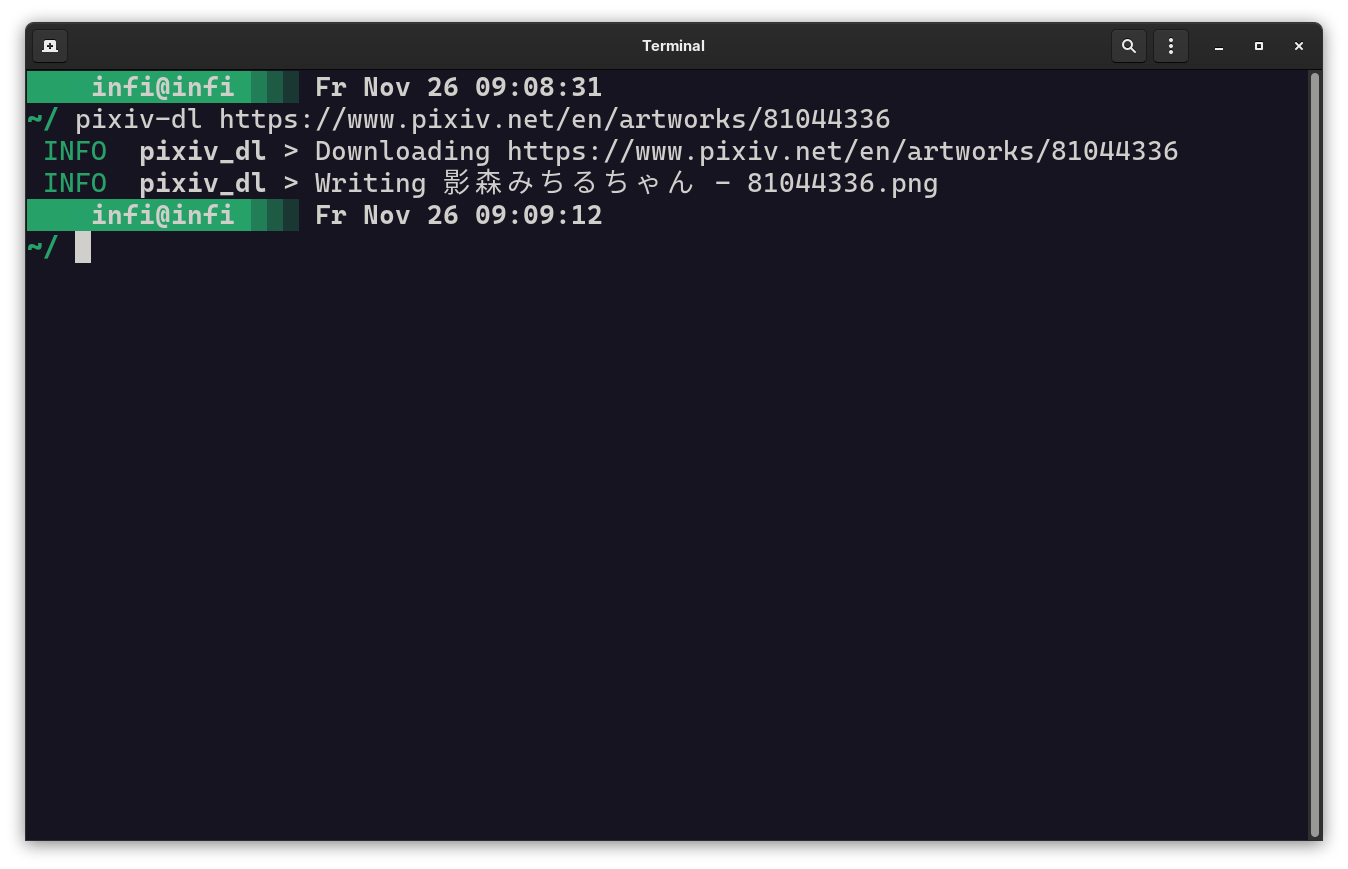 Terminal
infi@infi Fr Nov 26 09:08:31
~/ pixiv-dl https://www.pixiv.net/en/artworks/81044336
INFO pixiv_dl > Downloading https://www.pixiv.net/en/artworks/81044336
INFO pixiv_dl > Writing 影森みちるちゃん - 81044336.png
infi@infi Fr Nov 26 09:09:12
~/